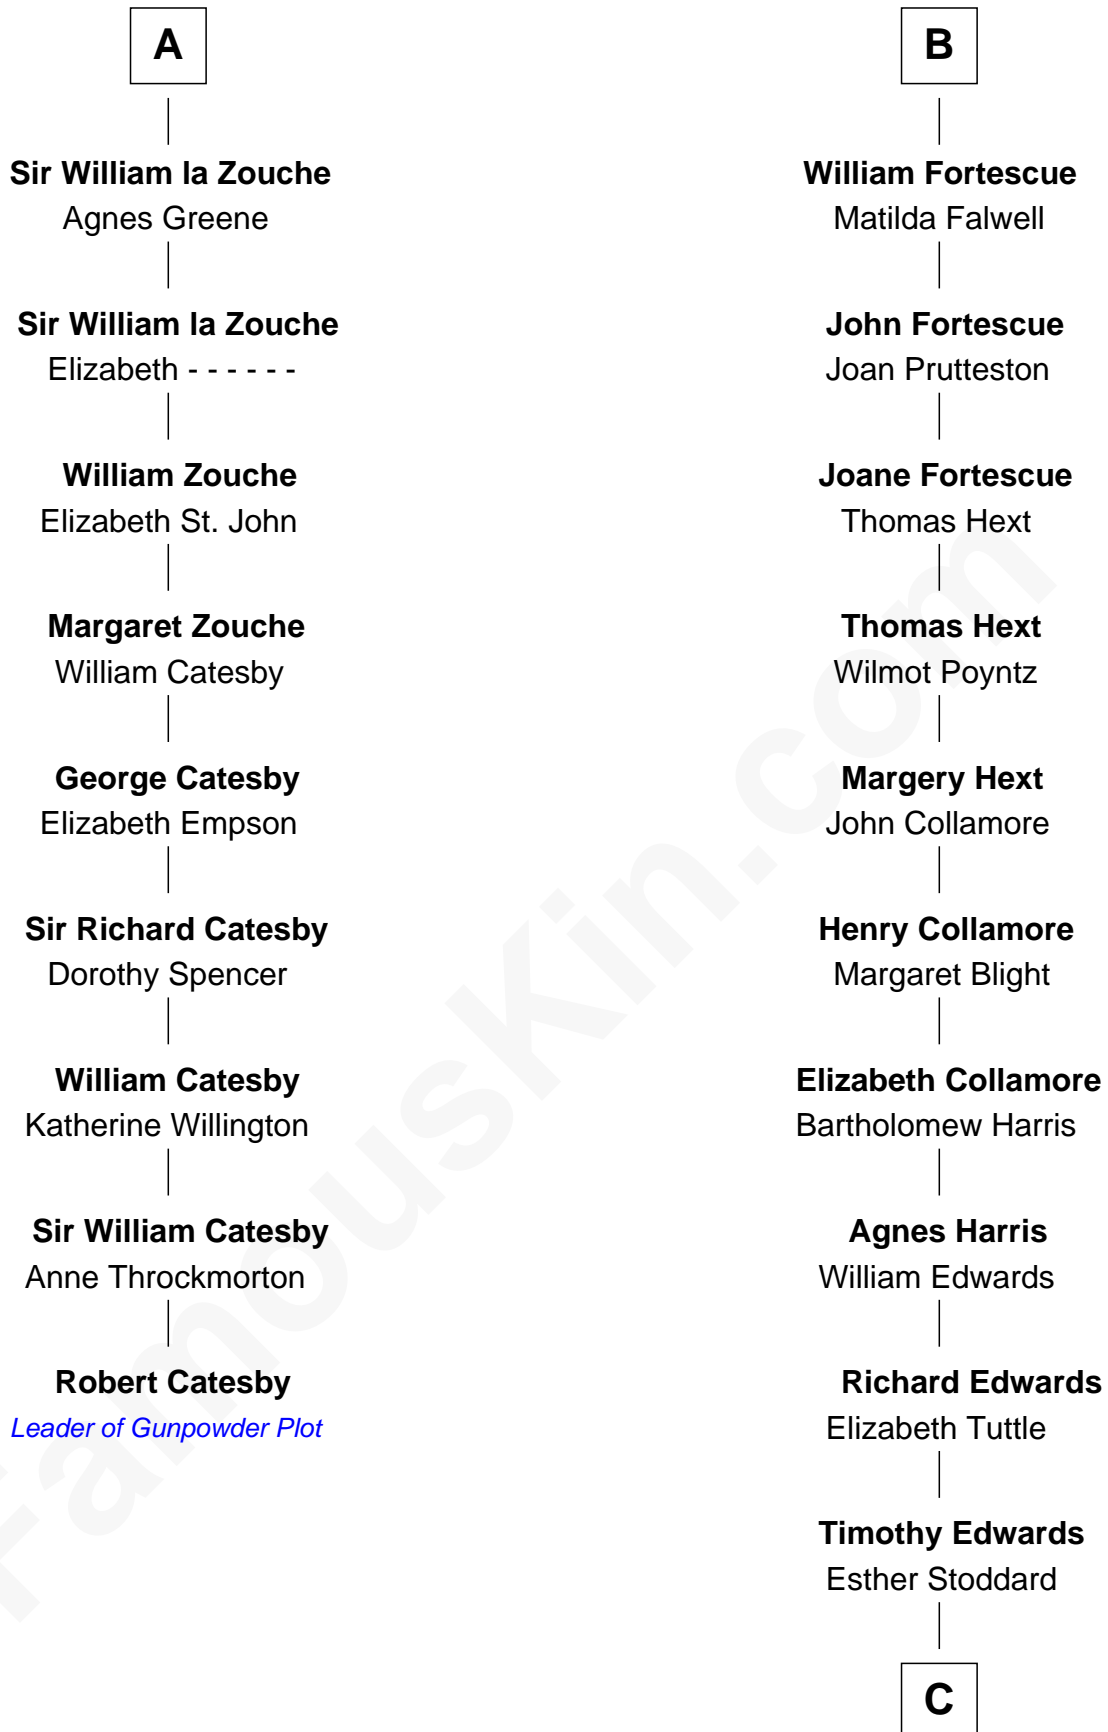 A
Sir William la Zouche
Agnes Greene
Sir William la Zouche
Elizabeth - - - - - -
William Zouche
Elizabeth St. John
Margaret Zouche
William Catesby
George Catesby
Elizabeth Empson
Sir Richard Catesby
Dorothy Spencer
William Catesby
Katherine Willington
Sir William Catesby
Anne Throckmorton
Robert Catesby
Leader of Gunpowder Plot
B
William Fortescue
Matilda Falwell
John Fortescue
Joan Prutteston
Joane Fortescue
Thomas Hext
Thomas Hext
Wilmot Poyntz
Margery Hext
John Collamore
Henry Collamore
Margaret Blight
Elizabeth Collamore
Bartholomew Harris
Agnes Harris
William Edwards
Richard Edwards
Elizabeth Tuttle
Timothy Edwards
Esther Stoddard
C
FamousKin.com